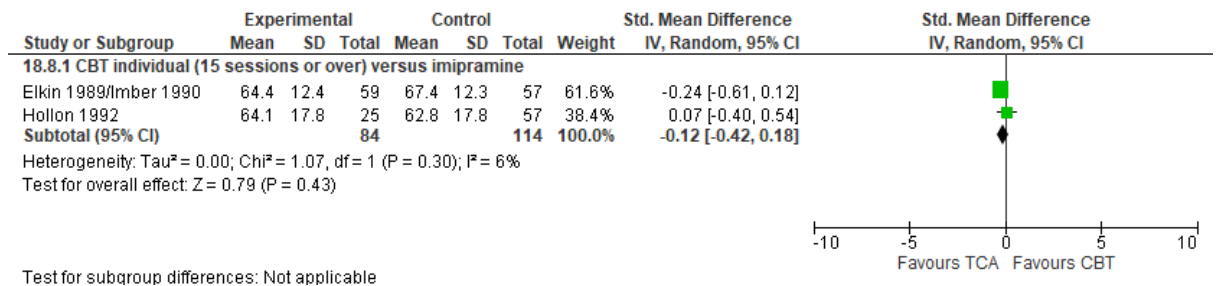 Experimental Control Std. Mean Difference Std. Mean Difference
Study or Subgroup Mean SD Total Mean SD Total Weight IV, Random, 95% CI IV, Random, 95% CI
18.8.1 CBT individual (15 sessions or over) versus imipramine
Elkin 1989/Imber 1990 64.4 12.4 59 67.4 12.3 57 61.6% -0.24 [-0.61, 0.12]
Hollon 1992 64.1 17.8 25 62.8 17.8 57 38.4% 0.07 [-0.40, 0.54]
Subtotal (95% CI) 84 114 100.0% -0.12 [-0.42, 0.18]
Heterogeneity: Tau² = 0.00; Chi² = 1.07, df = 1 (P = 0.30); I² = 6%
Test for overall effect: Z = 0.79 (P = 0.43)
-10 -5 0 5 10
Favours TCA Favours CBT
Test for subgroup differences: Not applicable